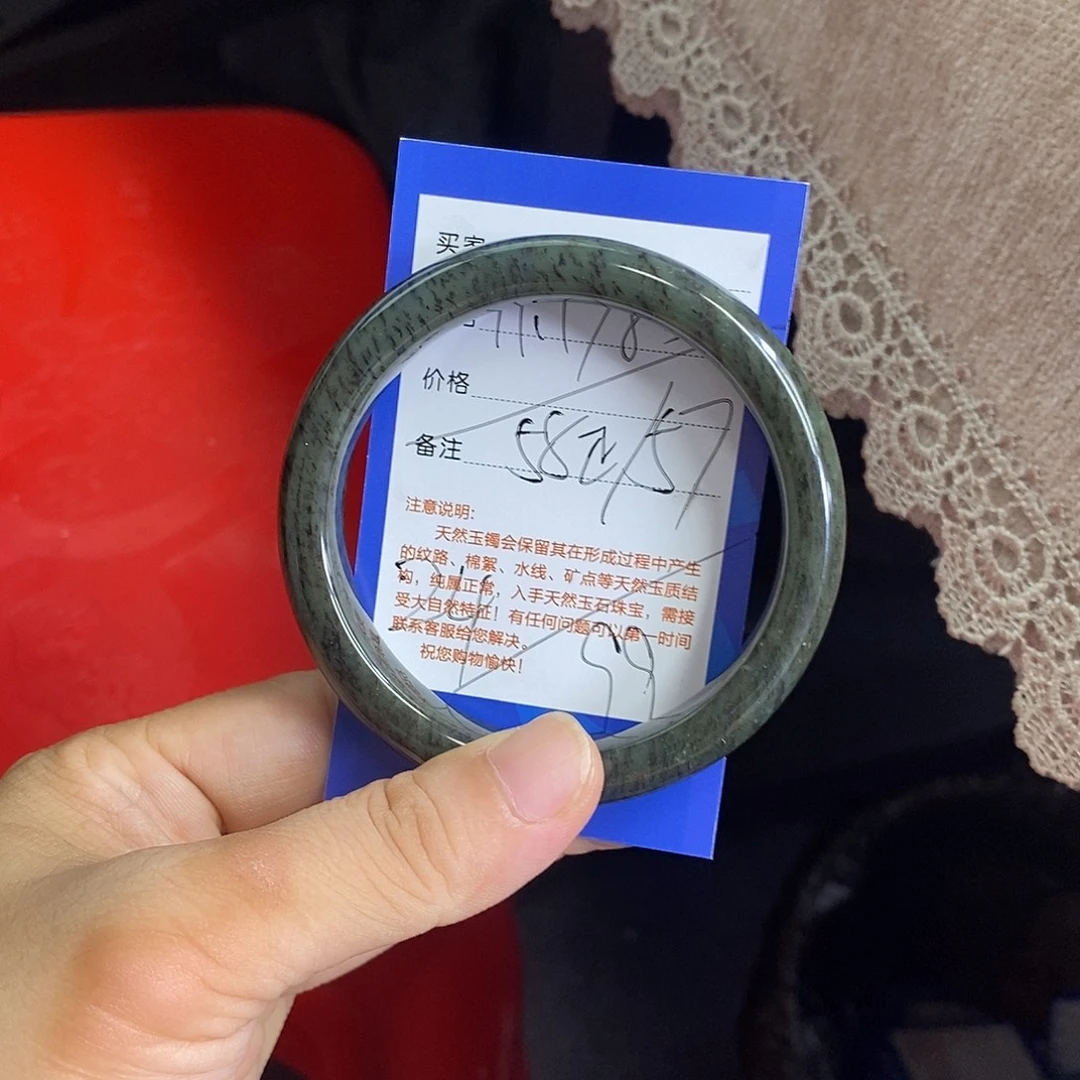 买家
价格
备注 58元/57
注意说明:
天然玉镯会保留其在形成过程中产生
的纹路、棉絮、水线、矿点等天然玉质结
构，纯属正常，入手天然玉石珠宝，需接
受大自然特征！有任何问题可以第一时间
联系客服给您解决。
祝您购物愉快！